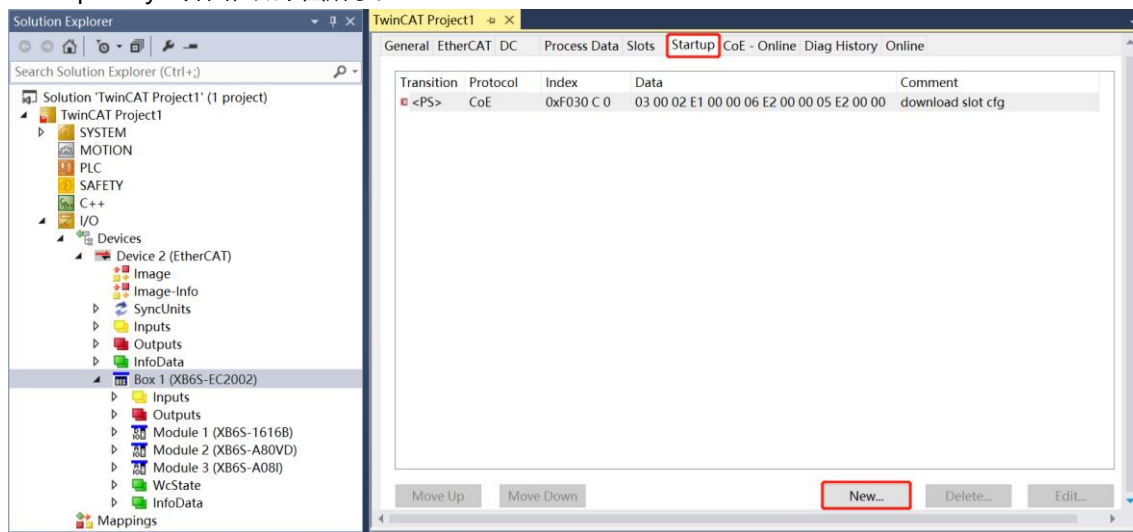 Solution Explorer
Search Solution Explorer (Ctrl+;)
Solution 'TwinCAT Project1' (1 project)
TwinCAT Project1
SYSTEM
MOTION
PLC
SAFETY
C++
I/O
Devices
Device 2 (EtherCAT)
Image
Image-Info
SyncUnits
Inputs
Outputs
InfoData
Box 1 (XB6S-EC2002)
Inputs
Outputs
Module 1 (XB6S-1616B)
Module 2 (XB6S-A80VD)
Module 3 (XB6S-A08I)
WcState
InfoData
Mappings
TwinCAT Project1
General EtherCAT DC Process Data Slots Startup CoE - Online Diag History Online
Transition Protocol Index Data Comment
<PS> CoE 0xF030 C 0 03 00 02 E1 00 00 06 E2 00 00 05 E2 00 00 download slot cfg
Move Up Move Down New... Delete... Edit...